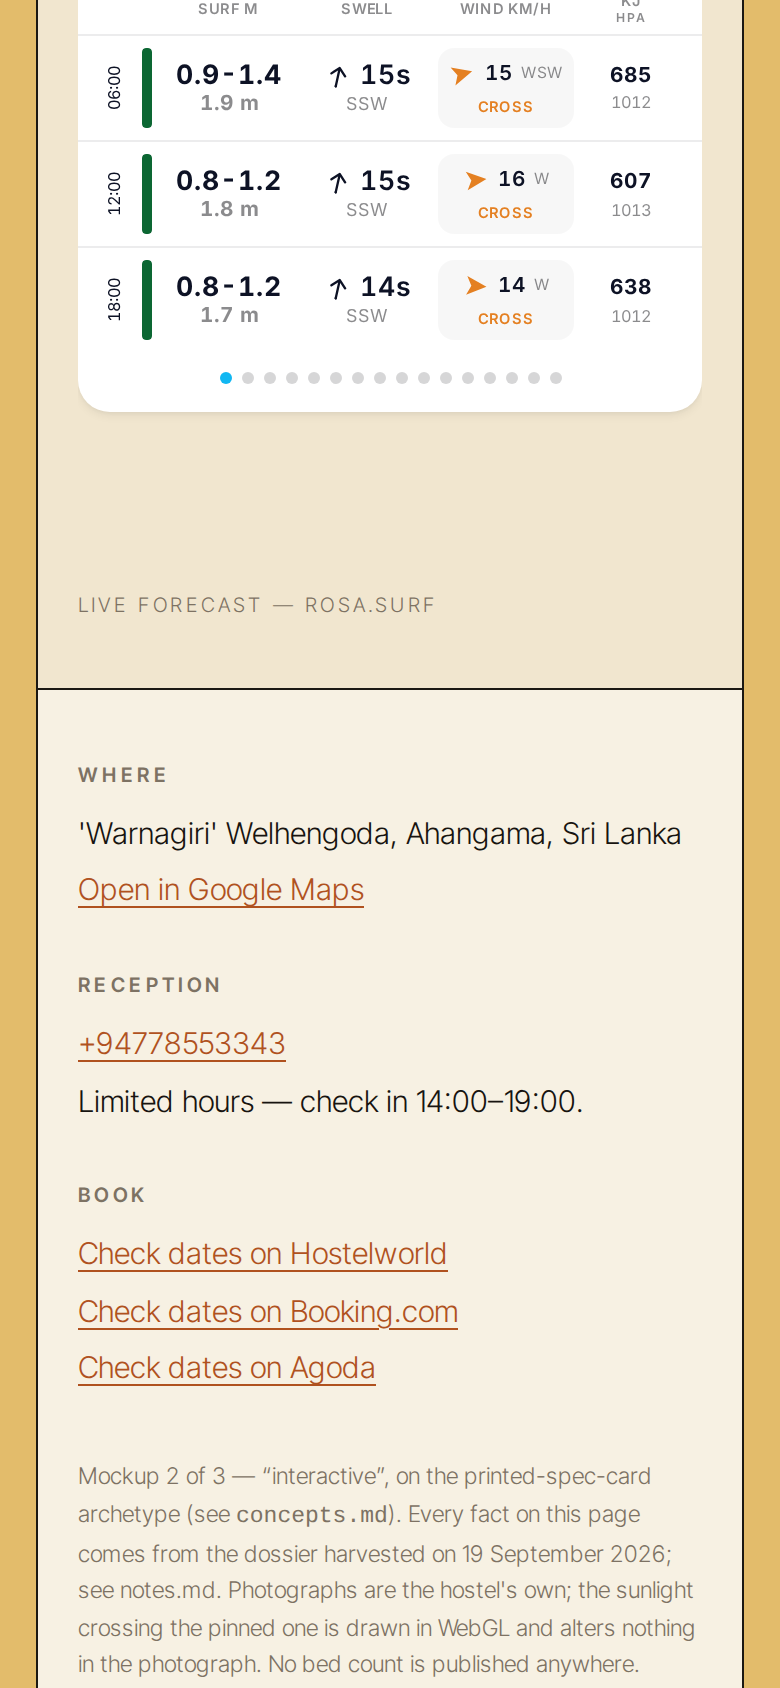 SURF M SWELL WIND KM/H KJ
HPA
06:00 0.9-1.4 15s 15 WSW 685
1.9 m SSW CROSS 1012
12:00 0.8-1.2 15s 16 W 607
1.8 m SSW CROSS 1013
18:00 0.8-1.2 14s 14 W 638
1.7 m SSW CROSS 1012
LIVE FORECAST — ROSA.SURF
WHERE
'Warnagiri' Welhengoda, Ahangama, Sri Lanka
Open in Google Maps
RECEPTION
+94778553343
Limited hours — check in 14:00–19:00.
BOOK
Check dates on Hostelworld
Check dates on Booking.com
Check dates on Agoda
Mockup 2 of 3 — “interactive”, on the printed-spec-card
archetype (see concepts.md). Every fact on this page
comes from the dossier harvested on 19 September 2026;
see notes.md. Photographs are the hostel's own; the sunlight
crossing the pinned one is drawn in WebGL and alters nothing
in the photograph. No bed count is published anywhere.